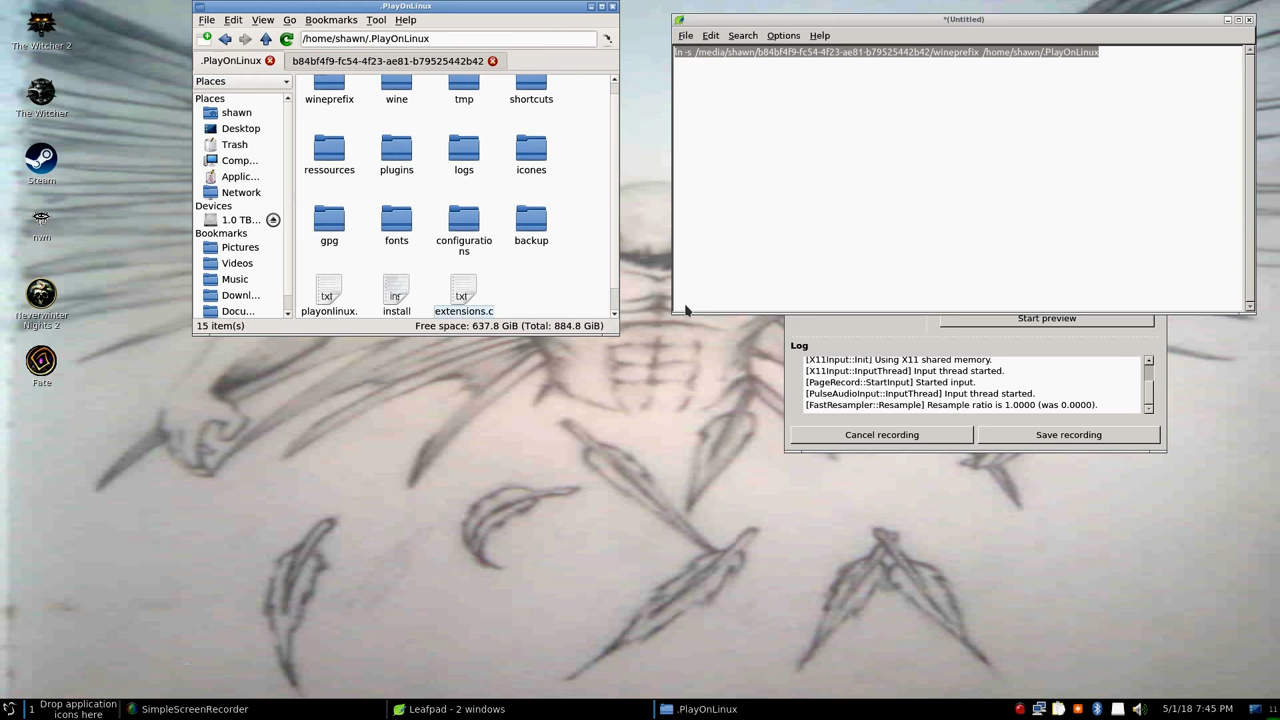 The Witcher 2
The Witcher
Steam
nwn
Neverwinter Nights 2
Fate
.PlayOnLinux
File Edit View Go Bookmarks Tool Help
/home/shawn/.PlayOnLinux
.PlayOnLinux b84bf4f9-fc54-4f23-ae81-b79525442b42
Places
Places
shawn
Desktop
Trash
Comp...
Applic...
Network
Devices
1.0 TB...
Bookmarks
Pictures
Videos
Music
Downl...
Docu...
wineprefix wine tmp shortcuts
ressources plugins logs icones
gpg fonts configurations backup
txt ini txt
playonlinux. install extensions.c
15 item(s) Free space: 637.8 GiB (Total: 884.8 GiB)
*(Untitled)
File Edit Search Options Help
ln -s /media/shawn/b84bf4f9-fc54-4f23-ae81-b79525442b42/wineprefix /home/shawn/.PlayOnLinux
Start preview
Log
[X11Input::Init] Using X11 shared memory.
[X11Input::InputThread] Input thread started.
[PageRecord::StartInput] Started input.
[PulseAudioInput::InputThread] Input thread started.
[FastResampler::Resample] Resample ratio is 1.0000 (was 0.0000).
Cancel recording Save recording
1 Drop application icons here SimpleScreenRecorder Leafpad - 2 windows .PlayOnLinux 5/1/18 7:45 PM 11